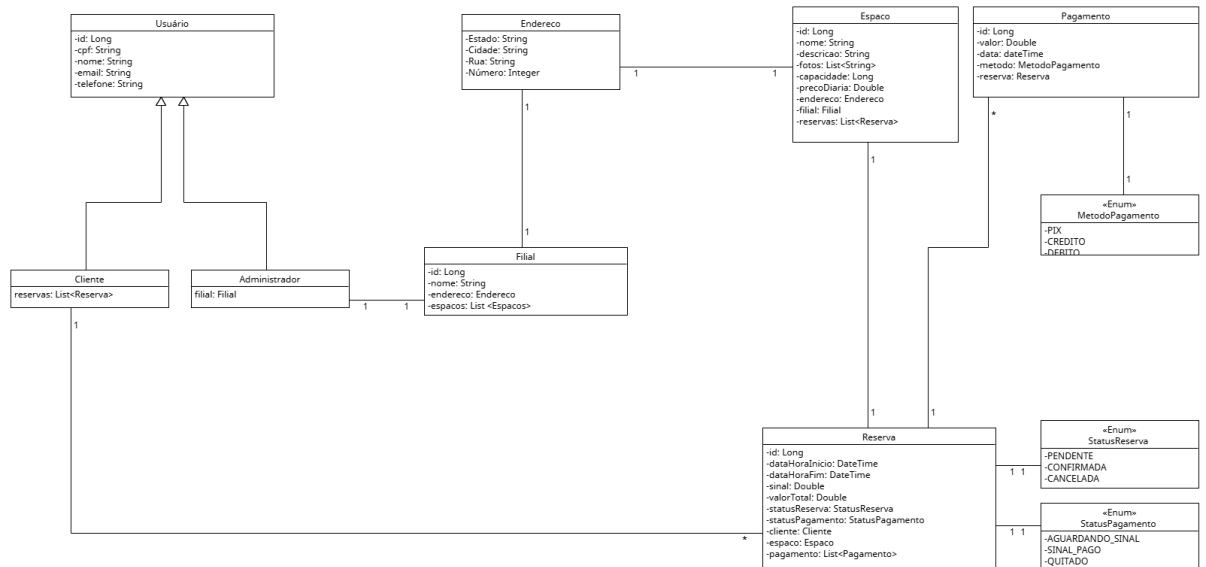 Usuário
-id: Long
-cpf: String
-nome: String
-email: String
-telefone: String
Endereco
-Estado: String
-Cidade: String
-Rua: String
-Número: Integer
1
1
1
1
Espaco
-id: Long
-nome: String
-descricao: String
-fotos: List<String>
-capacidade: Long
-precoDiaria: Double
-endereco: Endereco
-filial: Filial
-reservas: List<Reserva>
1
1
Pagamento
-id: Long
-valor: Double
-data: dateTime
-metodo: MetodoPagamento
-reserva: Reserva
*
1
1
1
«Enum»
MetodoPagamento
-PIX
-CREDITO
-DEBITO
Cliente
reservas: List<Reserva>
1
*
Administrador
filial: Filial
1
1
Filial
-id: Long
-nome: String
-endereco: Endereco
-espacos: List <Espacos>
Reserva
-id: Long
-dataHoraInicio: DateTime
-dataHoraFim: DateTime
-sinal: Double
-valorTotal: Double
-statusReserva: StatusReserva
-statusPagamento: StatusPagamento
-cliente: Cliente
-espaco: Espaco
-pagamento: List<Pagamento>
1 1
«Enum»
StatusReserva
-PENDENTE
-CONFIRMADA
-CANCELADA
1 1
«Enum»
StatusPagamento
-AGUARDANDO_SINAL
-SINAL_PAGO
-QUITADO